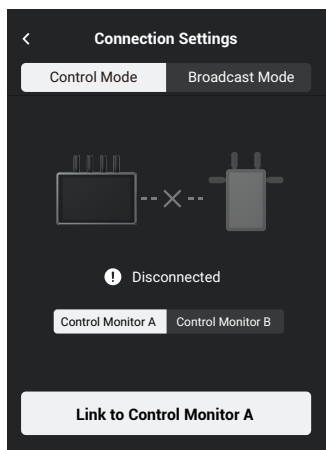 Connection Settings
Control Mode Broadcast Mode
Disconnected
Control Monitor A Control Monitor B
Link to Control Monitor A